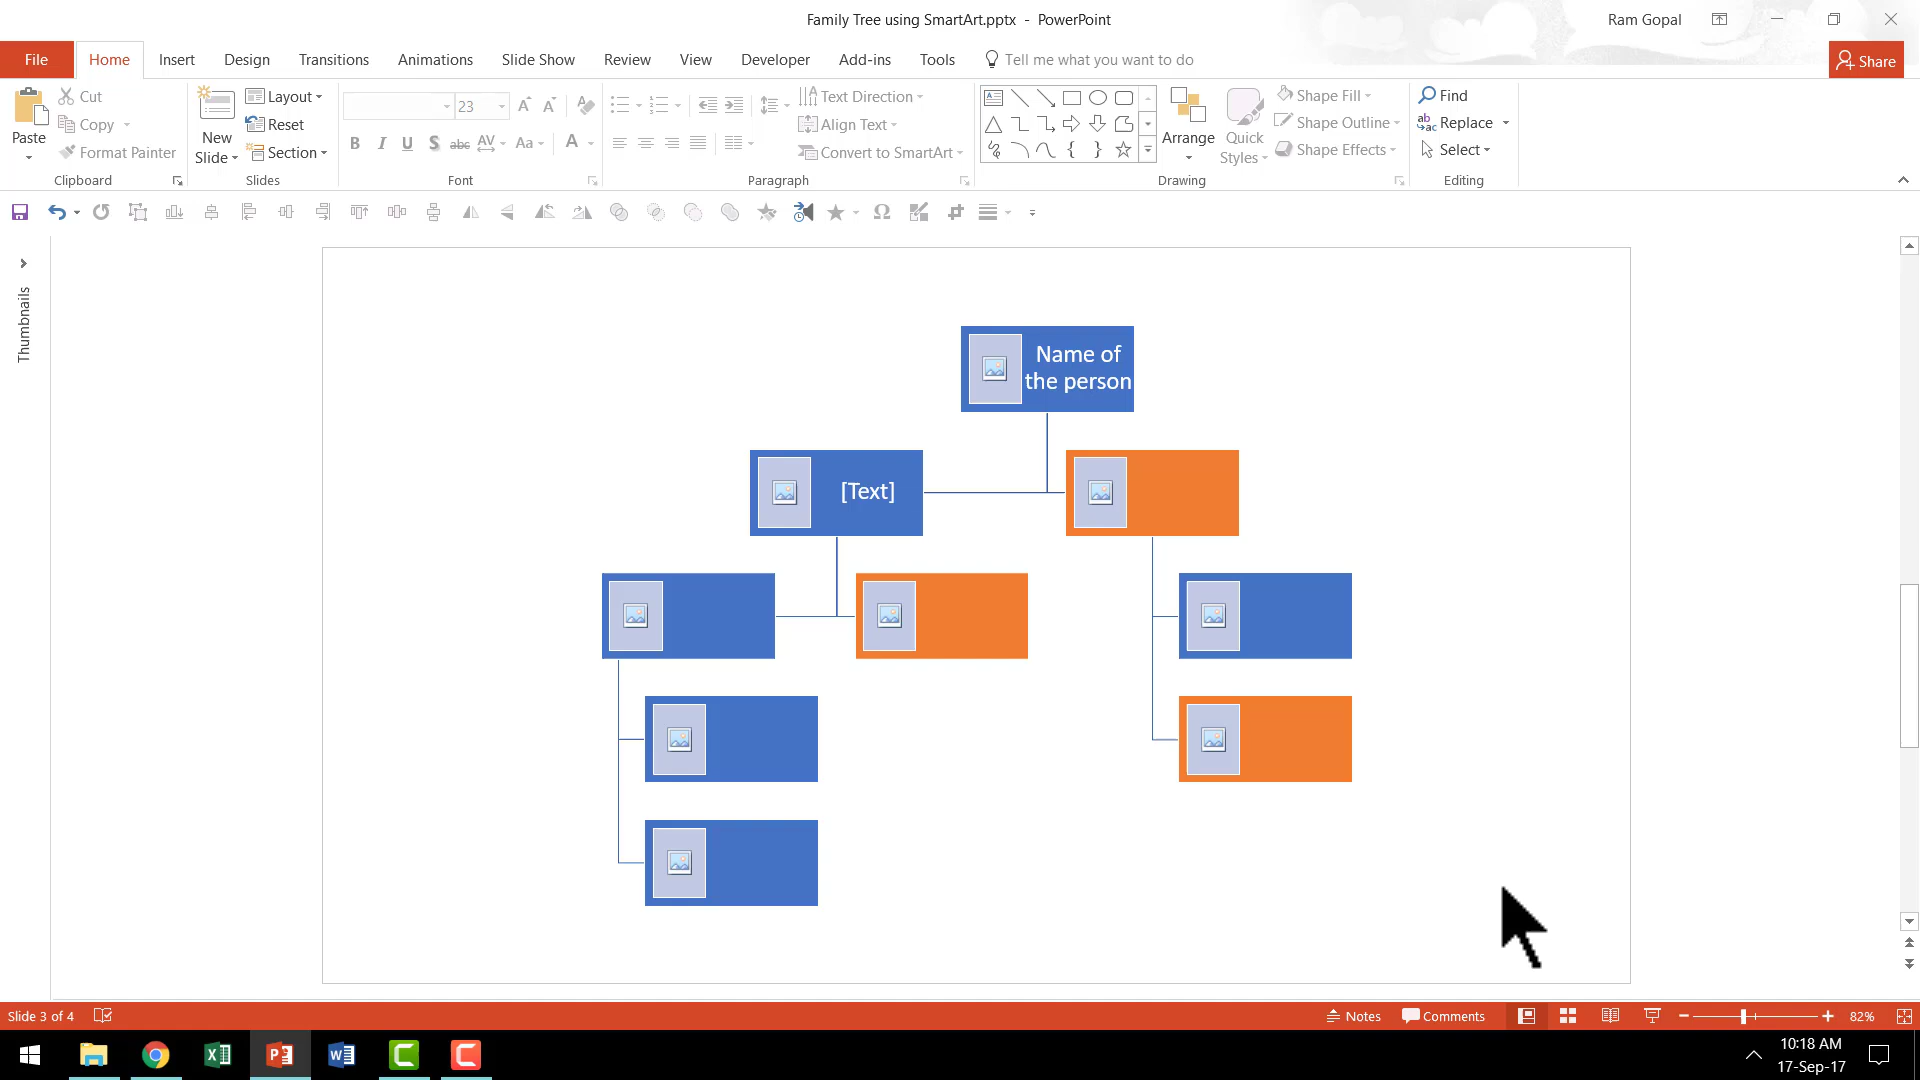 Family Tree using SmartArt.pptx - PowerPoint
Ram Gopal
File Home Insert Design Transitions Animations Slide Show Review View Developer Add-ins Tools Tell me what you want to do Share
Paste
Cut
Copy
Format Painter
Clipboard
New Slide
Layout
Reset
Section
Slides
23
B I U S abc AV Aa A
Font
Text Direction
Align Text
Convert to SmartArt
Paragraph
Arrange
Quick Styles
Shape Fill
Shape Outline
Shape Effects
Drawing
Find
Replace
Select
Editing
Thumbnails
Name of
the person
[Text]
Slide 3 of 4
Notes
Comments
82%
10:18 AM
17-Sep-17